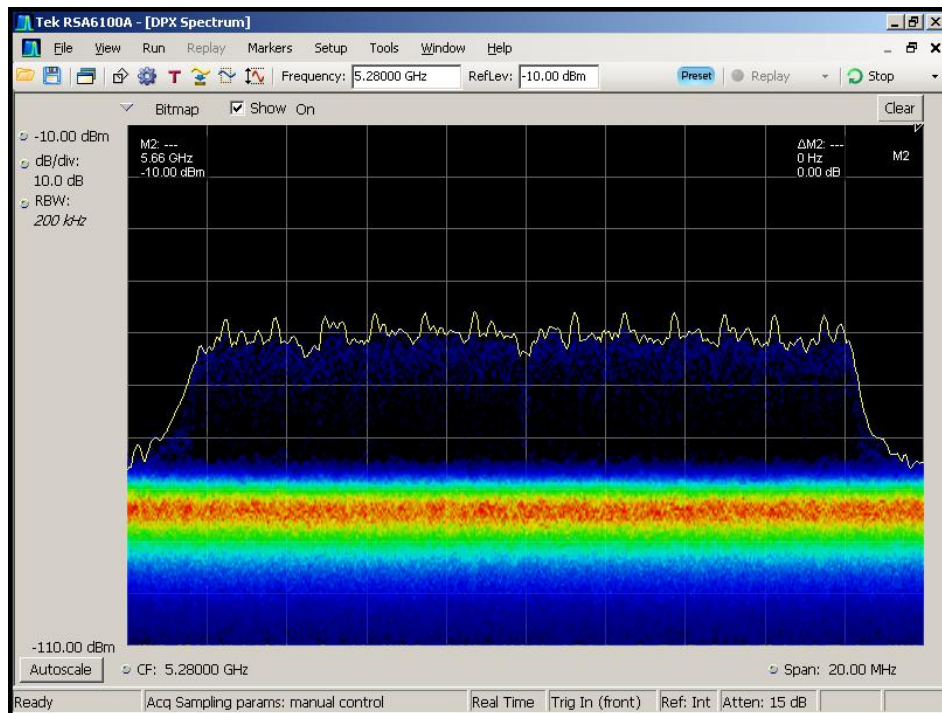 Tek RSA6100A - [DPX Spectrum]
File View Run Replay Markers Setup Tools Window Help
T Frequency: 5.28000 GHz RefLev: -10.00 dBm Preset Replay Stop
Bitmap Show On Clear
-10.00 dBm
dB/div:
10.0 dB
RBW:
200 kHz
M2: ---
5.66 GHz
-10.00 dBm
ΔM2: ---
0 Hz
0.00 dB
M2
-110.00 dBm
Autoscale CF: 5.28000 GHz Span: 20.00 MHz
Ready Acq Sampling params: manual control Real Time Trig In (front) Ref: Int Atten: 15 dB